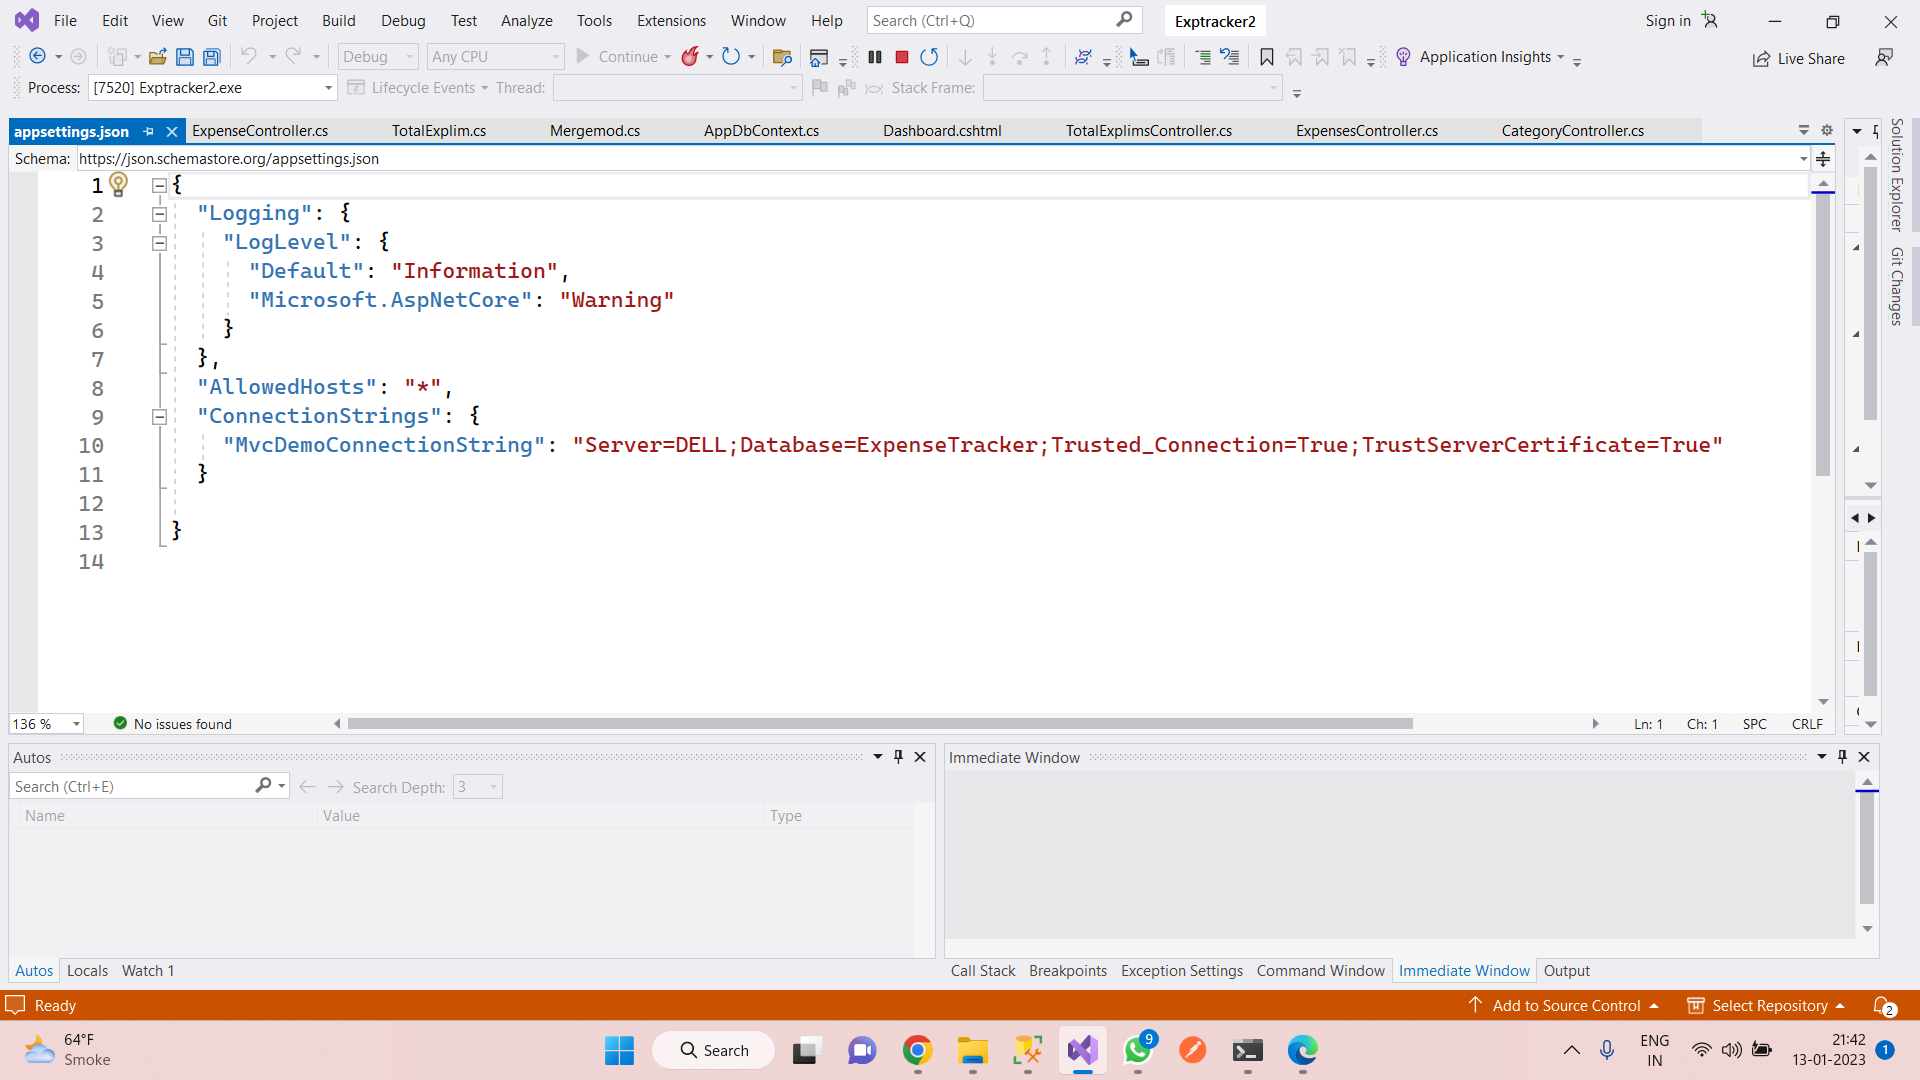 File Edit View Git Project Build Debug Test Analyze Tools Extensions Window Help Search (Ctrl+Q) Exptracker2 Sign in
Debug Any CPU Continue Application Insights Live Share
Process: [7520] Exptracker2.exe Lifecycle Events Thread: Stack Frame:
appsettings.json ExpenseController.cs TotalExplim.cs Mergemod.cs AppDbContext.cs Dashboard.cshtml TotalExplimsController.cs ExpensesController.cs CategoryController.cs
Schema: https://json.schemastore.org/appsettings.json
1 {
2 "Logging": {
3 "LogLevel": {
4 "Default": "Information",
5 "Microsoft.AspNetCore": "Warning"
6 }
7 },
8 "AllowedHosts": "*",
9 "ConnectionStrings": {
10 "MvcDemoConnectionString": "Server=DELL;Database=ExpenseTracker;Trusted_Connection=True;TrustServerCertificate=True"
11 }
12
13 }
14
Solution Explorer
Git Changes
136 % No issues found Ln: 1 Ch: 1 SPC CRLF
Autos
Search (Ctrl+E) Search Depth: 3
Name Value Type
Autos Locals Watch 1
Immediate Window
Call Stack Breakpoints Exception Settings Command Window Immediate Window Output
Ready Add to Source Control Select Repository 2
64°F
Smoke
Search
9
ENG
IN
21:42
13-01-2023
1